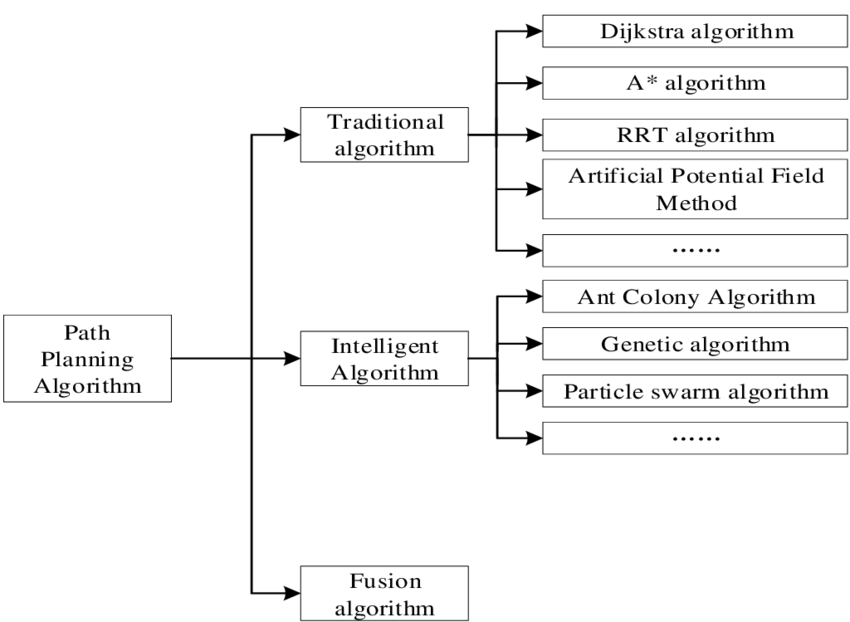 Dijkstra algorithm
A* algorithm
Traditional
algorithm
RRT algorithm
Artificial Potential Field
Method
……
Ant Colony Algorithm
Path
Planning
Algorithm
Intelligent
Algorithm
Genetic algorithm
Particle swarm algorithm
……
Fusion
algorithm